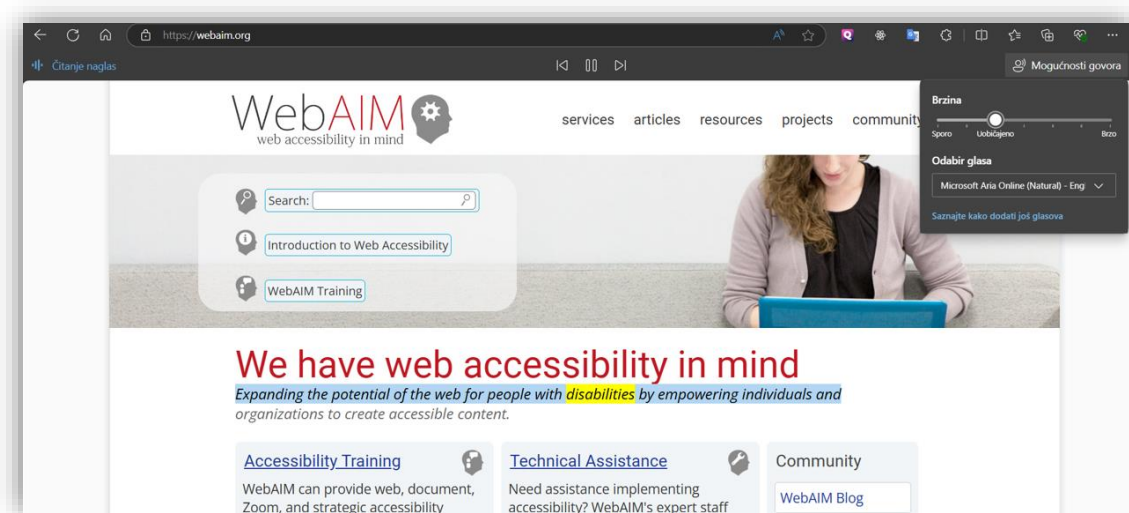 https://webaim.org
Čitanje naglas
Mogućnosti govora
Brzina
Sporo Uobičajeno Brzo
Odabir glasa
Microsoft Aria Online (Natural) - Eng
Saznajte kako dodati još glasova
WebAIM
web accessibility in mind
services articles resources projects community
Search:
Introduction to Web Accessibility
WebAIM Training
We have web accessibility in mind
Expanding the potential of the web for people with disabilities by empowering individuals and
organizations to create accessible content.
Accessibility Training
WebAIM can provide web, document,
Zoom, and strategic accessibility
Technical Assistance
Need assistance implementing
accessibility? WebAIM's expert staff
Community
WebAIM Blog